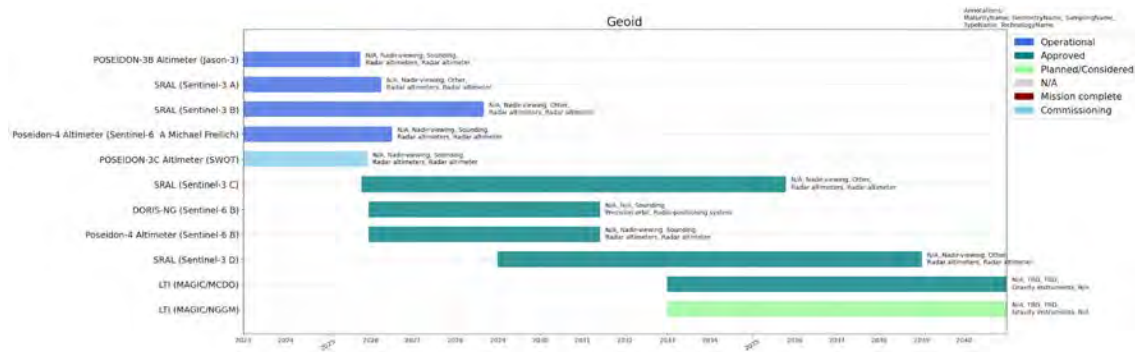 Geoid
Annotations:
MaturityName, GeometryName, SamplingName,
TypeName, TechnologyName
Operational
Approved
Planned/Considered
N/A
Mission complete
Commissioning
POSEIDON-3B Altimeter (Jason-3)
N/A, Nadir-viewing, Sounding,
Radar altimeters, Radar altimeter
SRAL (Sentinel-3 A)
N/A, Nadir-viewing, Other,
Radar altimeters, Radar altimeter
SRAL (Sentinel-3 B)
N/A, Nadir-viewing, Other,
Radar altimeters, Radar altimeter
Poseidon-4 Altimeter (Sentinel-6 A Michael Freilich)
N/A, Nadir-viewing, Sounding,
Radar altimeters, Radar altimeter
POSEIDON-3C Altimeter (SWOT)
N/A, Nadir-viewing, Sounding,
Radar altimeters, Radar altimeter
SRAL (Sentinel-3 C)
N/A, Nadir-viewing, Other,
Radar altimeters, Radar altimeter
DORIS-NG (Sentinel-6 B)
N/A, N/A, Sounding,
Precision orbit, Radio-positioning system
Poseidon-4 Altimeter (Sentinel-6 B)
N/A, Nadir-viewing, Sounding,
Radar altimeters, Radar altimeter
SRAL (Sentinel-3 D)
N/A, Nadir-viewing, Other,
Radar altimeters, Radar altimeter
LTI (MAGIC/MCDO)
N/A, TBD, TBD,
Gravity instruments, N/A
LTI (MAGIC/NGGM)
N/A, TBD, TBD,
Gravity instruments, N/A
2023 2024 2025 2026 2027 2028 2029 2030 2031 2032 2033 2034 2035 2036 2037 2038 2039 2040